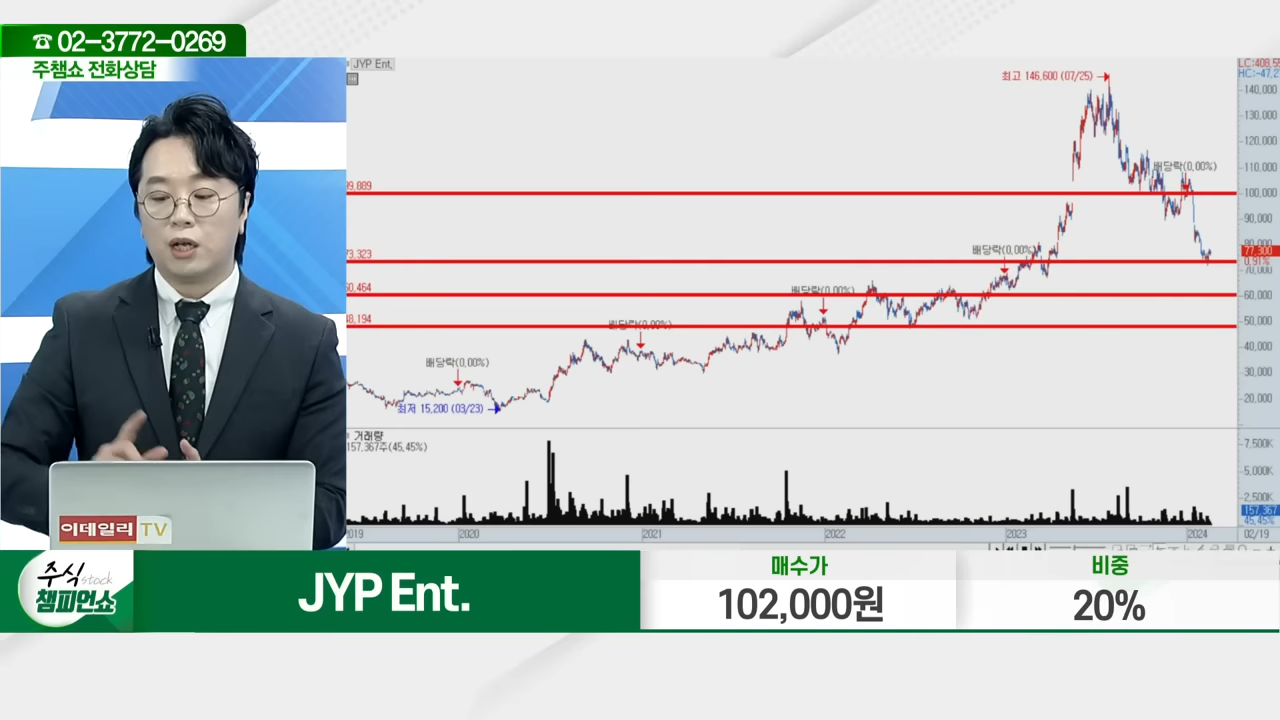 ☎ 02-3772-0269
주챔쇼 전화상담
JYP Ent.
LC:408.55
HC:-47.27
최고 146,600 (07/25)
140,000
130,000
120,000
110,000
배당락(0.00%)
100,000
99,889
90,000
80,000
배당락(0.00%)
77,300
0.91%
73,323
70,000
배당락(0.00%)
60,464
60,000
배당락(0.00%)
48,194
50,000
40,000
배당락(0.00%)
30,000
20,000
최저 15,200 (03/23)
거래량
157,367주(45.45%)
7,500K
5,000K
2,500K
157,367
45.45%
2019 2020 2021 2022 2023 2024 02/19
이데일리 TV
주식 stock
챔피언쇼
JYP Ent.
매수가
102,000원
비중
20%